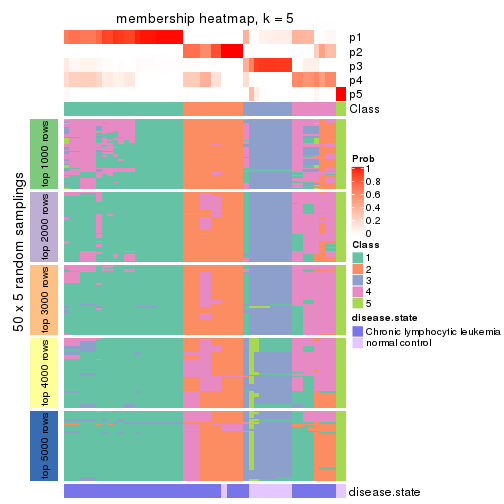 membership heatmap, k = 5
p1
p2
p3
p4
p5
Class
50 x 5 random samplings
top 1000 rows
top 2000 rows
top 3000 rows
top 4000 rows
top 5000 rows
disease.state
Prob
1
0.8
0.6
0.4
0.2
0
Class
1
2
3
4
5
disease.state
Chronic lymphocytic leukemia
normal control